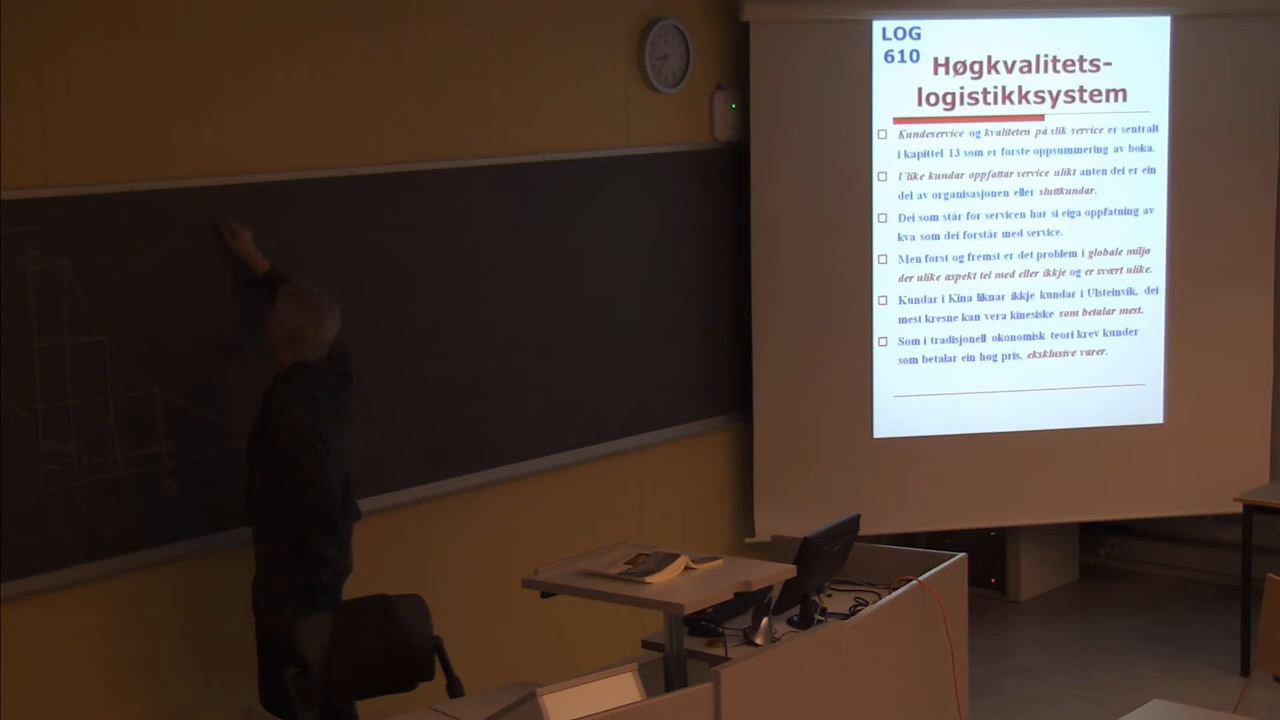 LOG
610
Høgkvalitets-
logistikksystem
Kundeservice og kvaliteten på slik service er sentralt
i kapittel 13 som er første oppsummering av boka.
Ulike kundar oppfattar service ulikt anten dei er ein
del av organisasjonen eller sluttkundar.
Dei som står for servicen har si eiga oppfatning av
kva som dei forstår med service.
Men først og fremst er det problem i globale miljø
der ulike aspekt tel med eller ikkje og er svært ulike.
Kundar i Kina liknar ikkje kundar i Ulsteinvik, dei
mest kresne kan vera kinesiske som betalar mest.
Som i tradisjonell økonomisk teori krev kunder
som betalar ein høg pris, eksklusive varer.